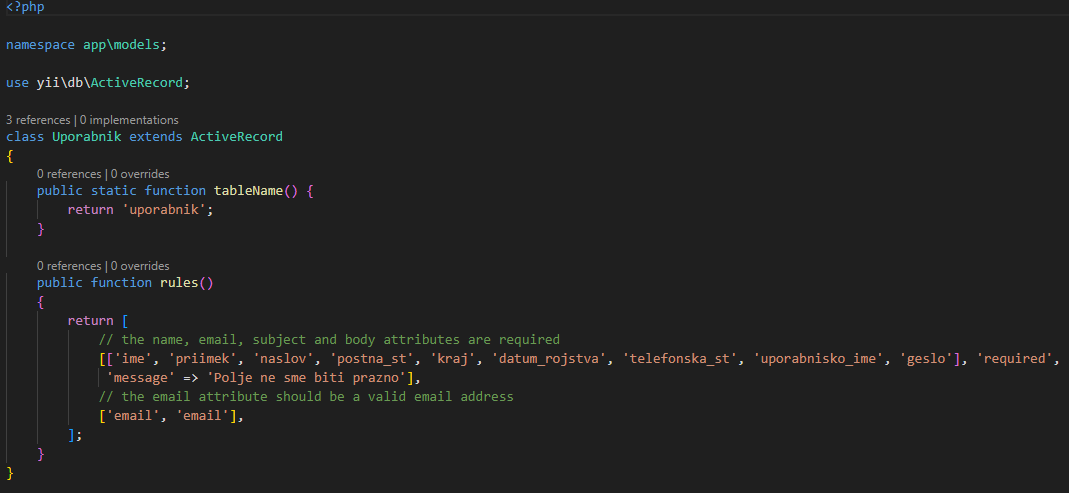 <?php
namespace app\models;
use yii\db\ActiveRecord;
3 references | 0 implementations
class Uporabnik extends ActiveRecord
{
0 references | 0 overrides
public static function tableName() {
return 'uporabnik';
}
0 references | 0 overrides
public function rules()
{
return [
// the name, email, subject and body attributes are required
[['ime', 'priimek', 'naslov', 'postna_st', 'kraj', 'datum_rojstva', 'telefonska_st', 'uporabnisko_ime', 'geslo'], 'required',
'message' => 'Polje ne sme biti prazno'],
// the email attribute should be a valid email address
['email', 'email'],
];
}
}